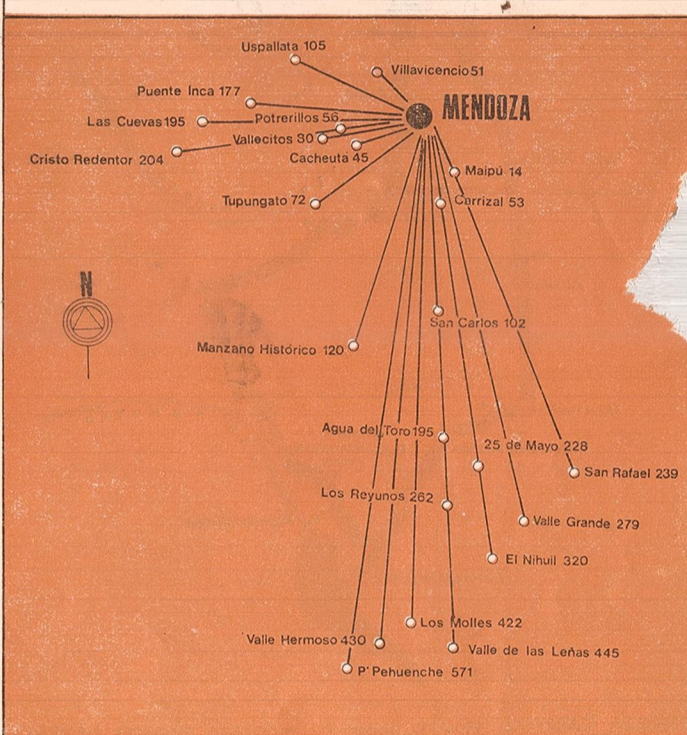 Uspallata 105
Villavicencio 51
Puente Inca 177
MENDOZA
Las Cuevas 195
Potrerillos 56
Vallecitos 80
Cacheuta 45
Cristo Redentor 204
Maipú 14
Tupungato 72
Carrizal 53
N
San Carlos 102
Manzano Histórico 120
Agua del Toro 195
25 de Mayo 228
San Rafael 239
Los Reyunos 262
Valle Grande 279
El Nihuil 320
Los Molles 422
Valle Hermoso 430
Valle de las Leñas 445
P' Pehuenche 571